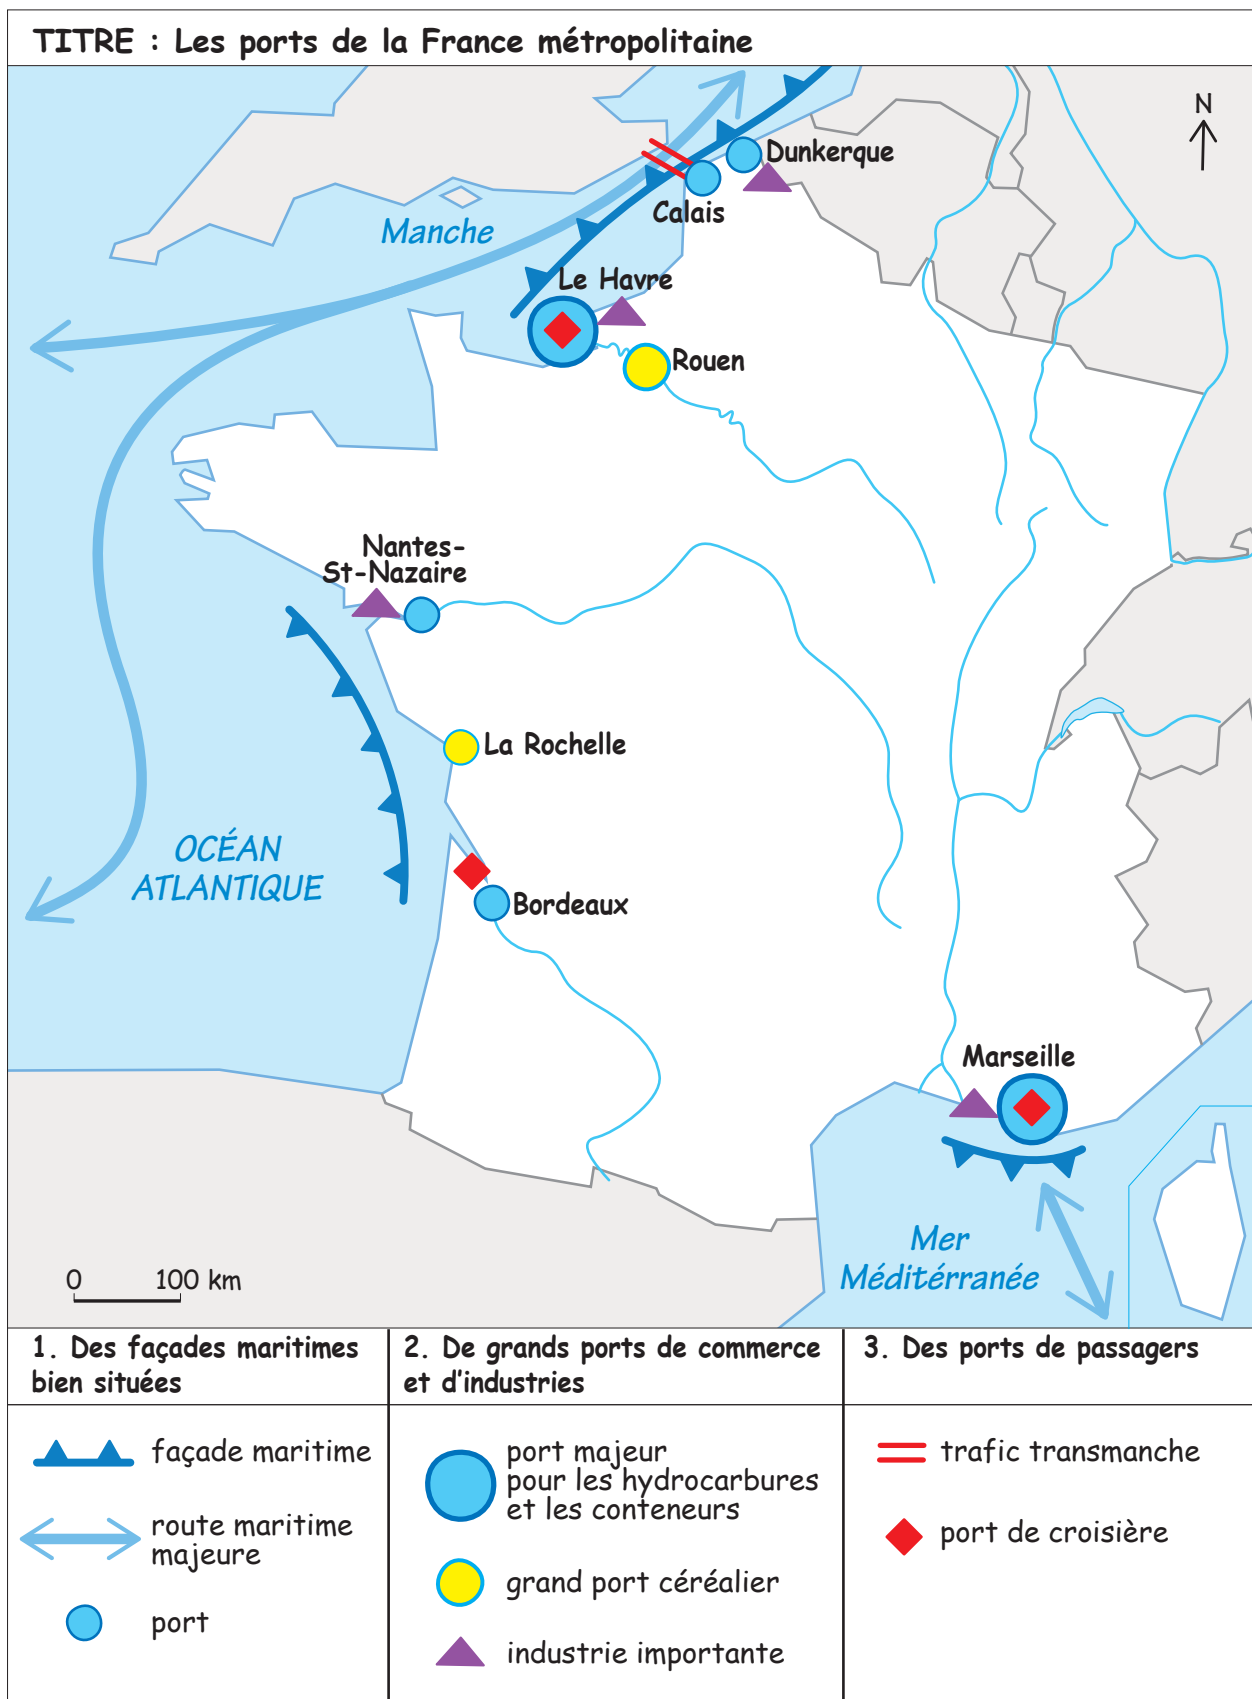 TITRE : Les ports de la France métropolitaine
N
Dunkerque
Calais
Manche
Le Havre
Rouen
Nantes-
St-Nazaire
La Rochelle
OCÉAN
ATLANTIQUE
Bordeaux
Marseille
Mer
Méditérranée
0 100 km
1. Des façades maritimes
bien situées
façade maritime
route maritime
majeure
port
2. De grands ports de commerce
et d'industries
port majeur
pour les hydrocarbures
et les conteneurs
grand port céréalier
industrie importante
3. Des ports de passagers
trafic transmanche
port de croisière